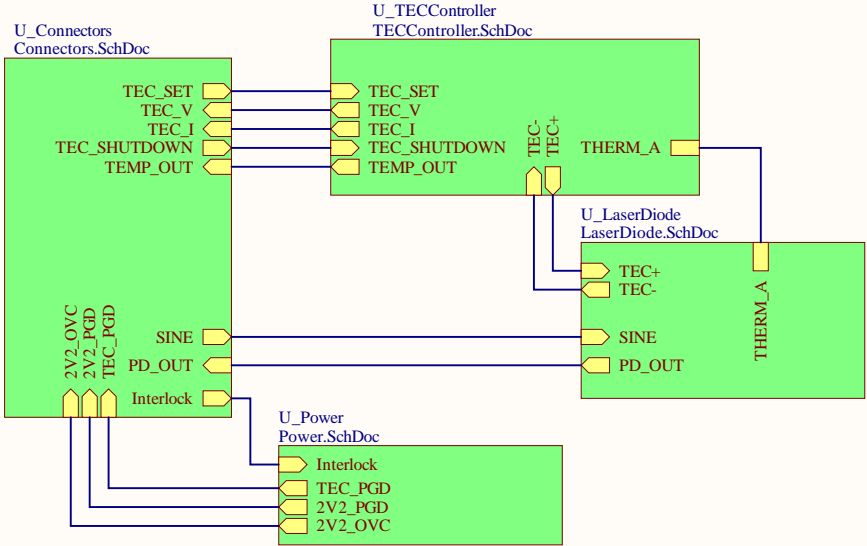 U_Connectors
Connectors.SchDoc
TEC_SET
TEC_V
TEC_I
TEC_SHUTDOWN
TEMP_OUT
2V2_OVC
2V2_PGD
TEC_PGD
SINE
PD_OUT
Interlock
U_TECController
TECController.SchDoc
TEC_SET
TEC_V
TEC_I
TEC_SHUTDOWN
TEMP_OUT
TEC-
TEC+
THERM_A
U_LaserDiode
LaserDiode.SchDoc
TEC+
TEC-
THERM_A
SINE
PD_OUT
U_Power
Power.SchDoc
Interlock
TEC_PGD
2V2_PGD
2V2_OVC